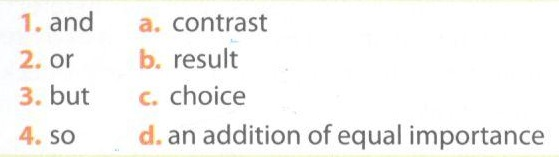 1. and a. contrast
2. or b. result
3. but c. choice
4. so d. an addition of equal importance